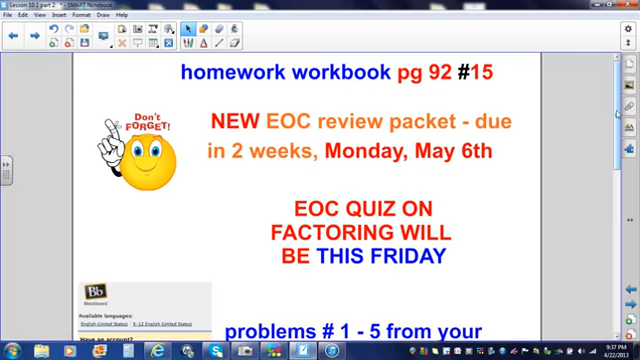 Lesson 10.1 part 2 * - SMART Notebook
File Edit View Insert Format Draw Help
homework workbook pg 92 #15
Don't
FORGET!
NEW EOC review packet - due
in 2 weeks, Monday, May 6th
EOC QUIZ ON
FACTORING WILL
BE THIS FRIDAY
Bb
Blackboard
Available languages:
English (United States) K-12 English (United States)
Have an account?
problems # 1 - 5 from your
9:37 PM